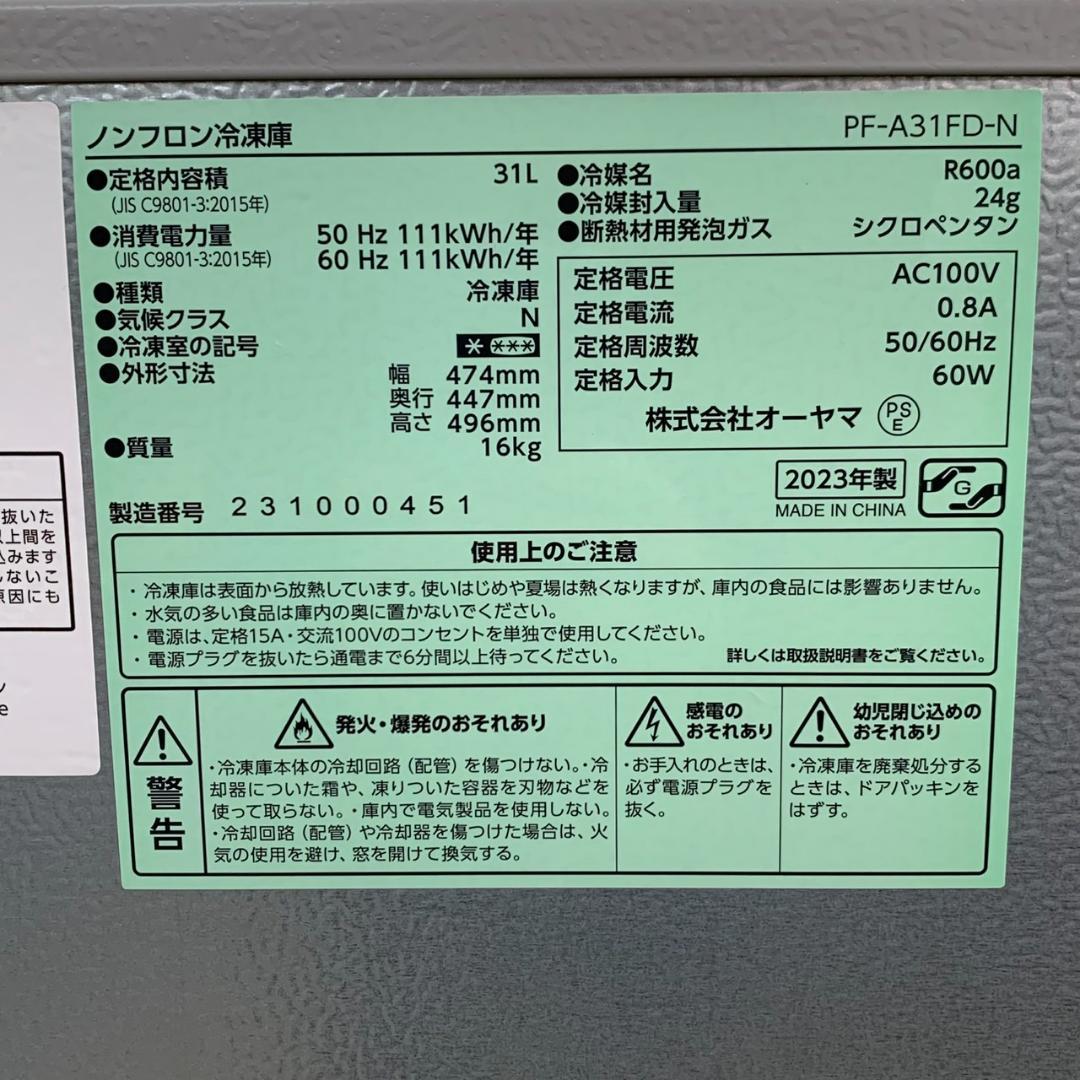 ノンフロン冷凍庫 PF-A31FD-N
●定格内容積 31L
(JIS C9801-3:2015年)
●消費電力量 50 Hz 111kWh/年
(JIS C9801-3:2015年) 60 Hz 111kWh/年
●種類 冷凍庫
●気候クラス N
●冷凍室の記号 * ***
●外形寸法 幅 474mm
奥行 447mm
高さ 496mm
●質量 16kg
●冷媒名 R600a
●冷媒封入量 24g
●断熱材用発泡ガス シクロペンタン
定格電圧 AC100V
定格電流 0.8A
定格周波数 50/60Hz
定格入力 60W
株式会社オーヤマ PSE
製造番号 231000451
2023年製
MADE IN CHINA
G
使用上のご注意
・冷凍庫は表面から放熱しています。使いはじめや夏場は熱くなりますが、庫内の食品には影響ありません。
・水気の多い食品は庫内の奥に置かないでください。
・電源は、定格15A・交流100Vのコンセントを単独で使用してください。
・電源プラグを抜いたら通電まで6分間以上待ってください。 詳しくは取扱説明書をご覧ください。
警告
発火・爆発のおそれあり
・冷凍庫本体の冷却回路（配管）を傷つけない。・冷
却器についた霜や、凍りついた容器を刃物などを
使って取らない。・庫内で電気製品を使用しない。
・冷却回路（配管）や冷却器を傷つけた場合は、火
気の使用を避け、窓を開けて換気する。
感電の
おそれあり
・お手入れのときは、
必ず電源プラグを
抜く。
幼児閉じ込めの
おそれあり
・冷凍庫を廃棄処分する
ときは、ドアパッキンを
はずす。
抜いた
以上間を
込みます
しないこ
原因にも